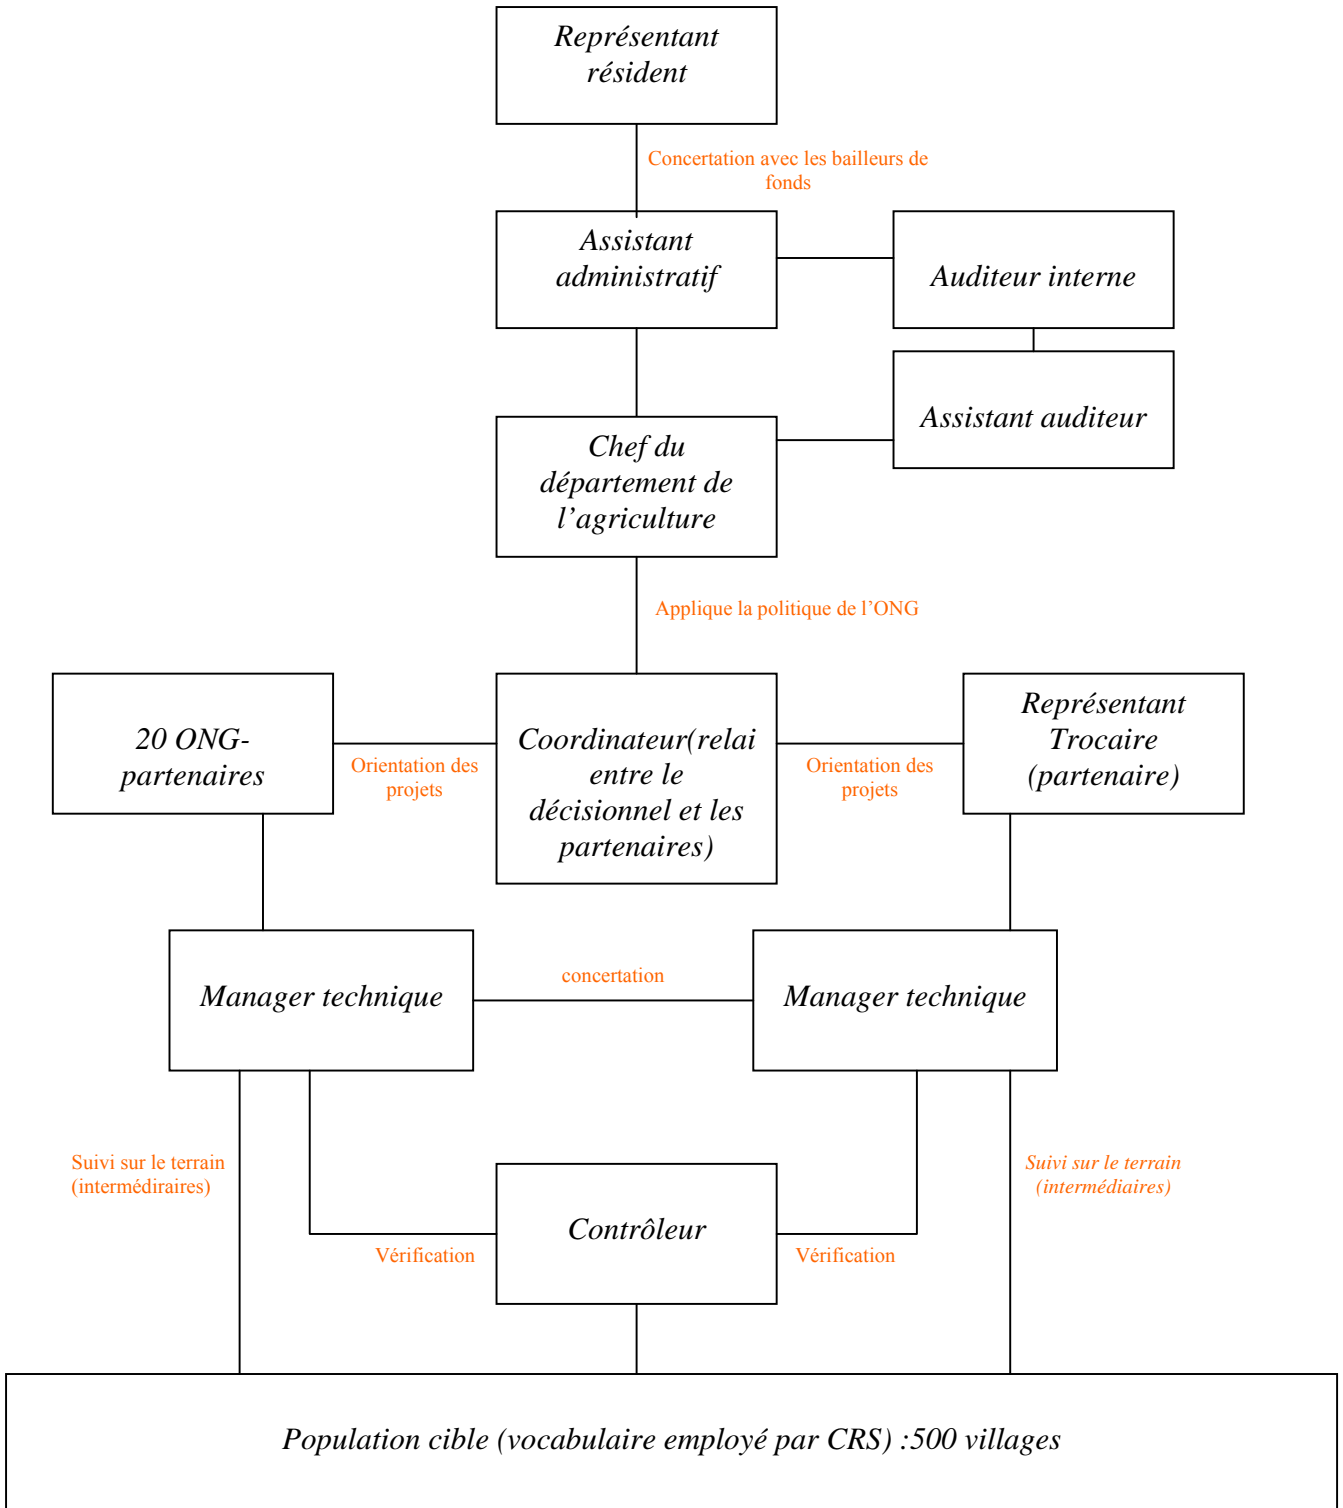 Représentant
résident
Concertation avec les bailleurs de
fonds
Assistant
administratif
Auditeur interne
Assistant auditeur
Chef du
département de
l’agriculture
Applique la politique de l’ONG
20 ONG-
partenaires
Orientation des
projets
Coordinateur(relai
entre le
décisionnel et les
partenaires)
Orientation des
projets
Représentant
Trocaire
(partenaire)
Manager technique
concertation
Manager technique
Suivi sur le terrain
(intermédiraires)
Suivi sur le terrain
(intermédiaires)
Contrôleur
Vérification
Vérification
Population cible (vocabulaire employé par CRS) :500 villages